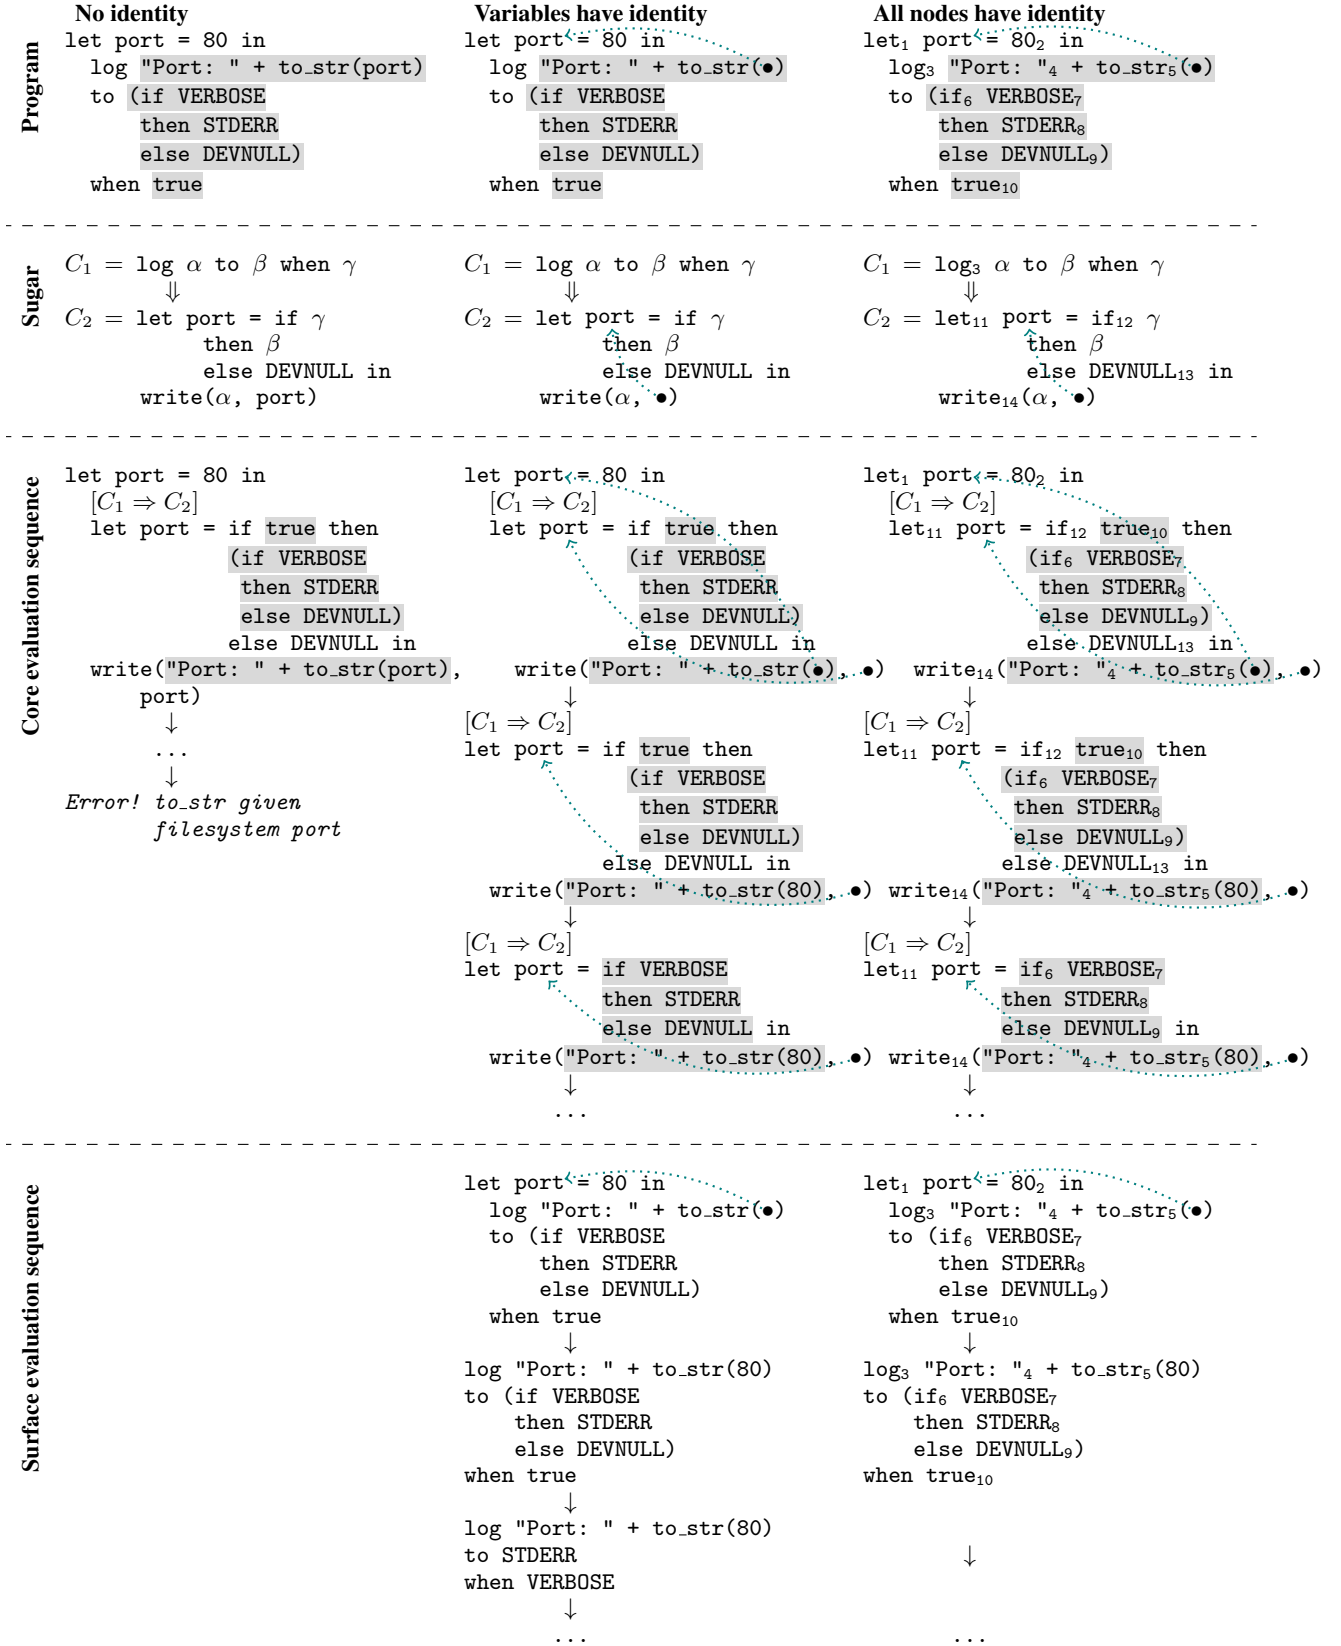 No identity
Variables have identity
All nodes have identity
Program
let port = 80 in
log "Port: " + to_str(port)
to (if VERBOSE
then STDERR
else DEVNULL)
when true
let port = 80 in
log "Port: " + to_str(●)
to (if VERBOSE
then STDERR
else DEVNULL)
when true
let₁ port = 80₂ in
log₃ "Port: "₄ + to_str₅(●)
to (if₆ VERBOSE₇
then STDERR₈
else DEVNULL₉)
when true₁₀
Sugar
C₁ = log α to β when γ
⇓
C₂ = let port = if γ
then β
else DEVNULL in
write(α, port)
C₁ = log α to β when γ
⇓
C₂ = let port = if γ
then β
else DEVNULL in
write(α, ●)
C₁ = log₃ α to β when γ
⇓
C₂ = let₁₁ port = if₁₂ γ
then β
else DEVNULL₁₃ in
write₁₄(α, ●)
Core evaluation sequence
let port = 80 in
[C₁ ⇒ C₂]
let port = if true then
(if VERBOSE
then STDERR
else DEVNULL)
else DEVNULL in
write("Port: " + to_str(port),
port)
↓
...
↓
Error! to_str given
filesystem port
let port = 80 in
[C₁ ⇒ C₂]
let port = if true then
(if VERBOSE
then STDERR
else DEVNULL)
else DEVNULL in
write("Port: " + to_str(●), ●)
↓
[C₁ ⇒ C₂]
let port = if true then
(if VERBOSE
then STDERR
else DEVNULL)
else DEVNULL in
write("Port: " + to_str(80), ●)
↓
[C₁ ⇒ C₂]
let port = if VERBOSE
then STDERR
else DEVNULL in
write("Port: " + to_str(80), ●)
↓
...
let₁ port = 80₂ in
[C₁ ⇒ C₂]
let₁₁ port = if₁₂ true₁₀ then
(if₆ VERBOSE₇
then STDERR₈
else DEVNULL₉)
else DEVNULL₁₃ in
write₁₄("Port: "₄ + to_str₅(●), ●)
↓
[C₁ ⇒ C₂]
let₁₁ port = if₁₂ true₁₀ then
(if₆ VERBOSE₇
then STDERR₈
else DEVNULL₉)
else DEVNULL₁₃ in
write₁₄("Port: "₄ + to_str₅(80), ●)
↓
[C₁ ⇒ C₂]
let₁₁ port = if₆ VERBOSE₇
then STDERR₈
else DEVNULL₉ in
write₁₄("Port: "₄ + to_str₅(80), ●)
↓
...
Surface evaluation sequence
let port = 80 in
log "Port: " + to_str(●)
to (if VERBOSE
then STDERR
else DEVNULL)
when true
↓
log "Port: " + to_str(80)
to (if VERBOSE
then STDERR
else DEVNULL)
when true
↓
log "Port: " + to_str(80)
to STDERR
when VERBOSE
↓
...
let₁ port = 80₂ in
log₃ "Port: "₄ + to_str₅(●)
to (if₆ VERBOSE₇
then STDERR₈
else DEVNULL₉)
when true₁₀
↓
log₃ "Port: "₄ + to_str₅(80)
to (if₆ VERBOSE₇
then STDERR₈
else DEVNULL₉)
when true₁₀
↓
...